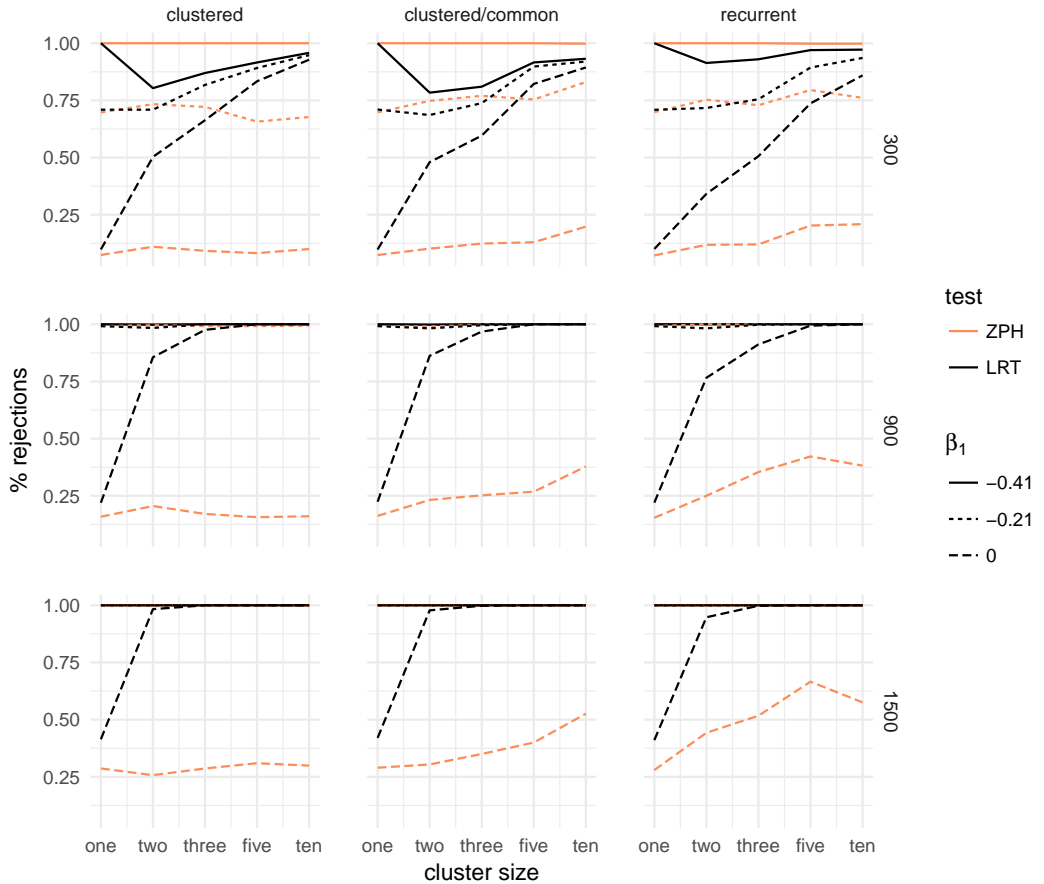 clustered
clustered/common
recurrent
1.00
0.75
0.50
0.25
300
1.00
0.75
0.50
0.25
900
1.00
0.75
0.50
0.25
1500
% rejections
one two three five ten
one two three five ten
one two three five ten
cluster size
test
ZPH
LRT
β1
−0.41
−0.21
0